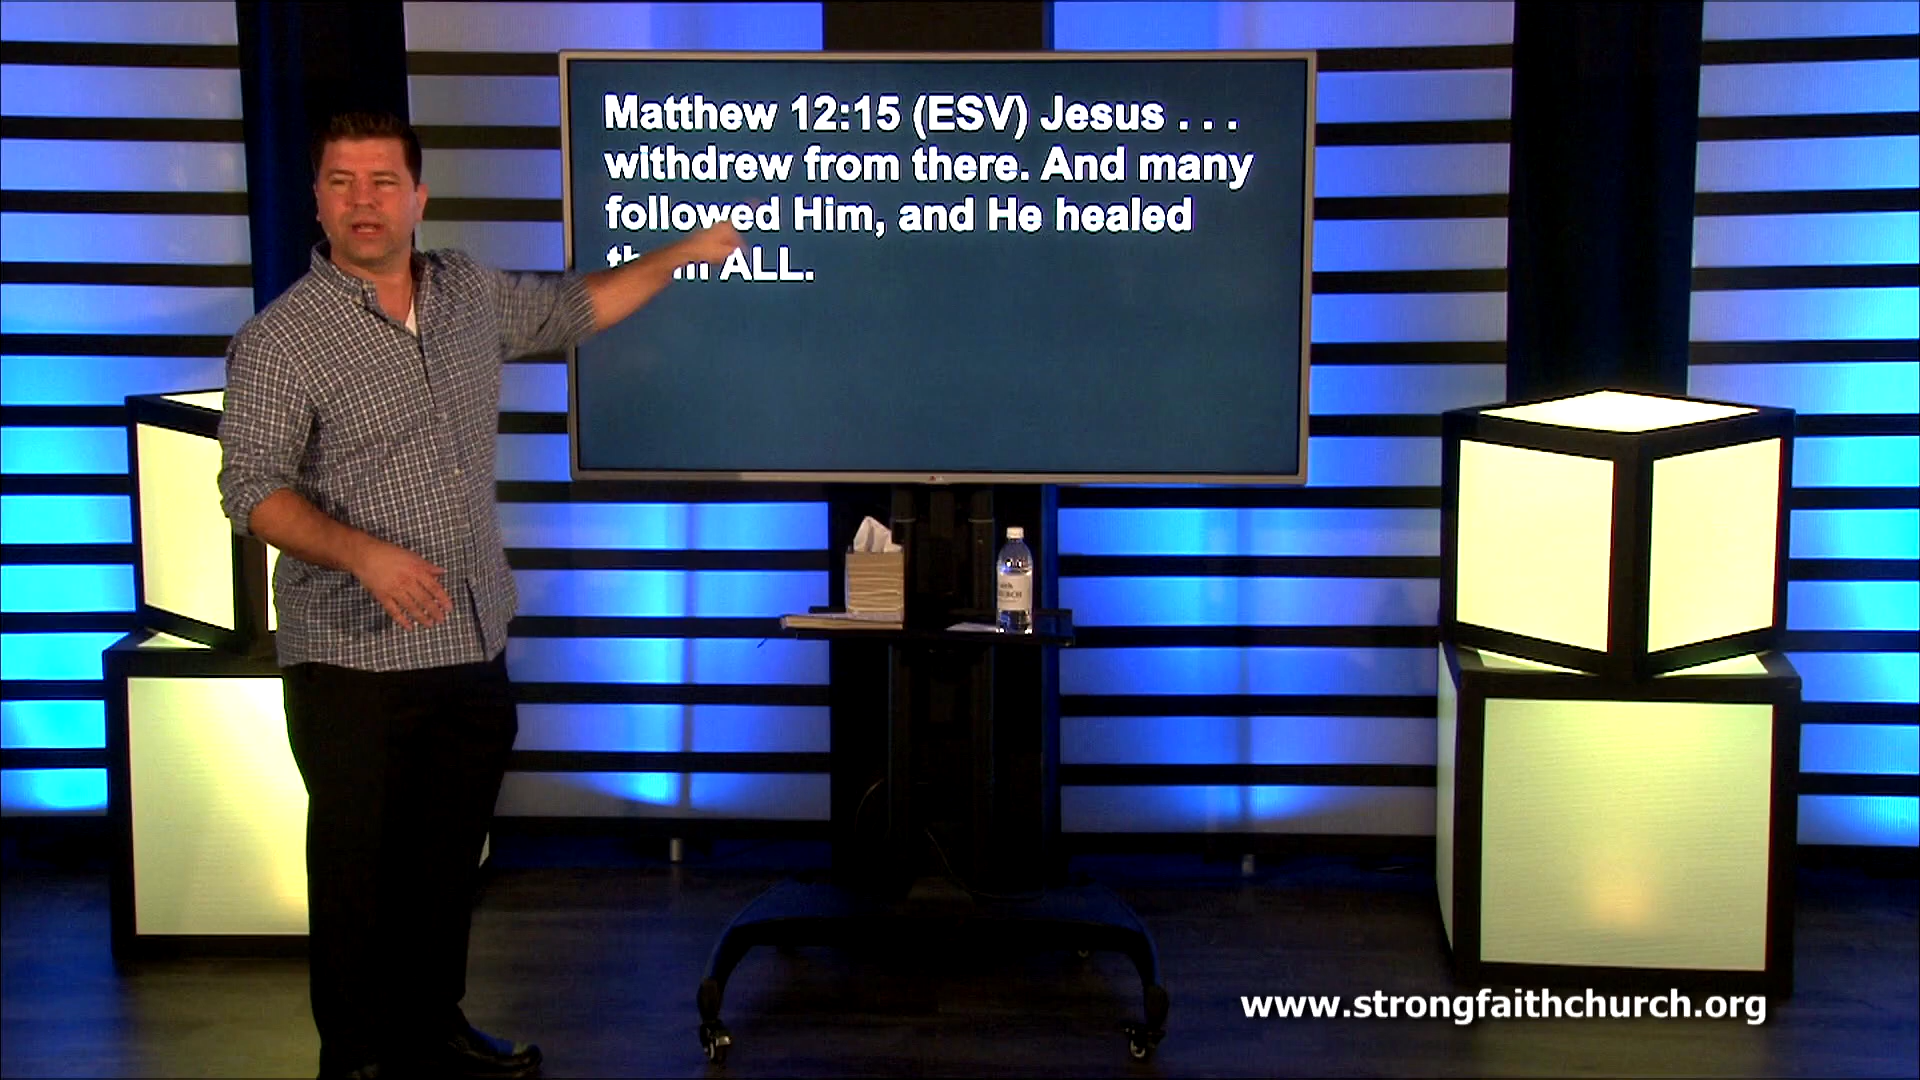 Matthew 12:15 (ESV) Jesus . . .
withdrew from there. And many
followed Him, and He healed
ALL.
www.strongfaithchurch.org